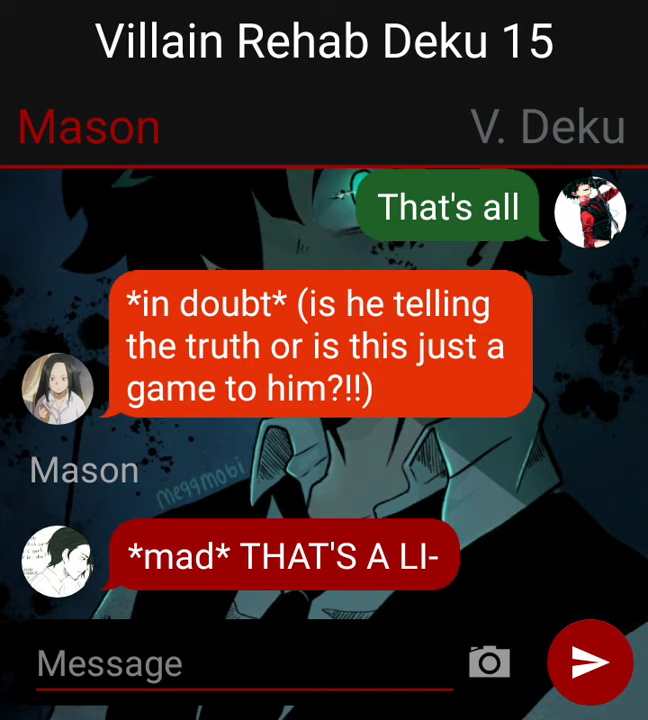 Villain Rehab Deku 15
Mason
V. Deku
That's all
*in doubt* (is he telling
the truth or is this just a
game to him?!!)
Mason
meggmobi
*mad* THAT'S A LI-
Message